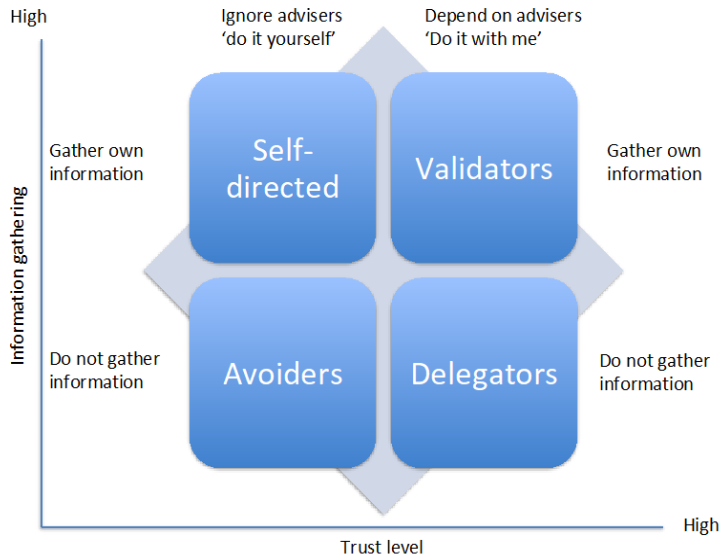 High
Ignore advisers
‘do it yourself’
Depend on advisers
‘Do it with me’
Gather own
information
Self-
directed
Validators
Gather own
information
Information gathering
Do not gather
information
Avoiders
Delegators
Do not gather
information
High
Trust level